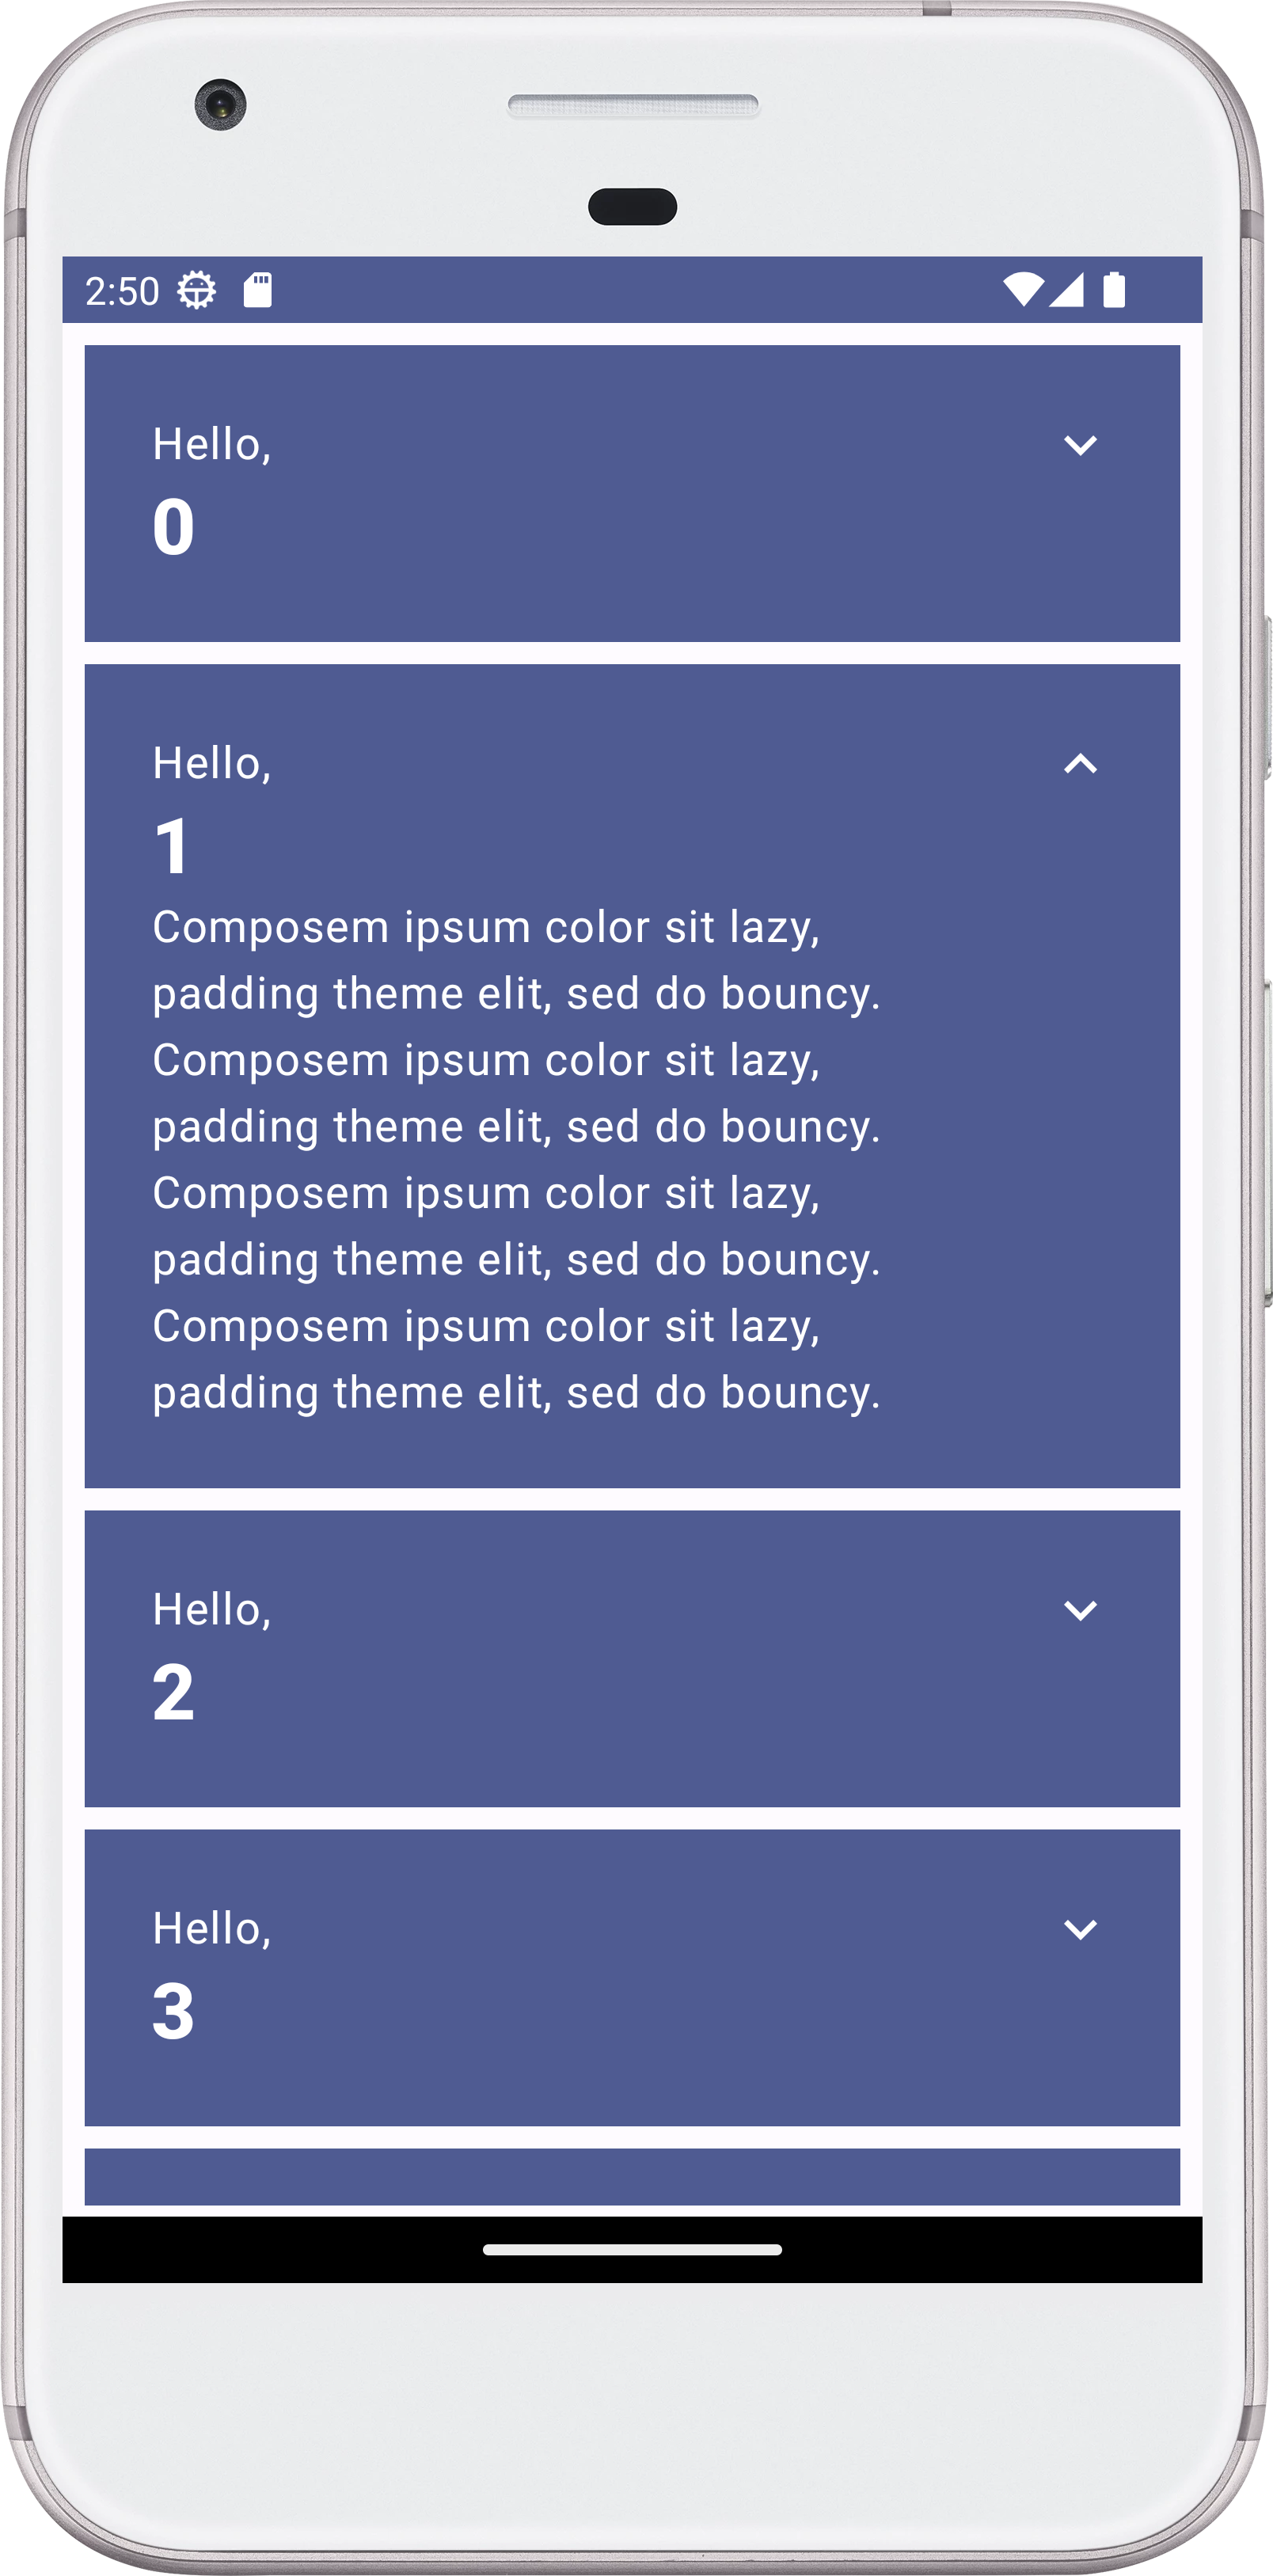 2:50
Hello,
0
Hello,
1
Composem ipsum color sit lazy,
padding theme elit, sed do bouncy.
Composem ipsum color sit lazy,
padding theme elit, sed do bouncy.
Composem ipsum color sit lazy,
padding theme elit, sed do bouncy.
Composem ipsum color sit lazy,
padding theme elit, sed do bouncy.
Hello,
2
Hello,
3